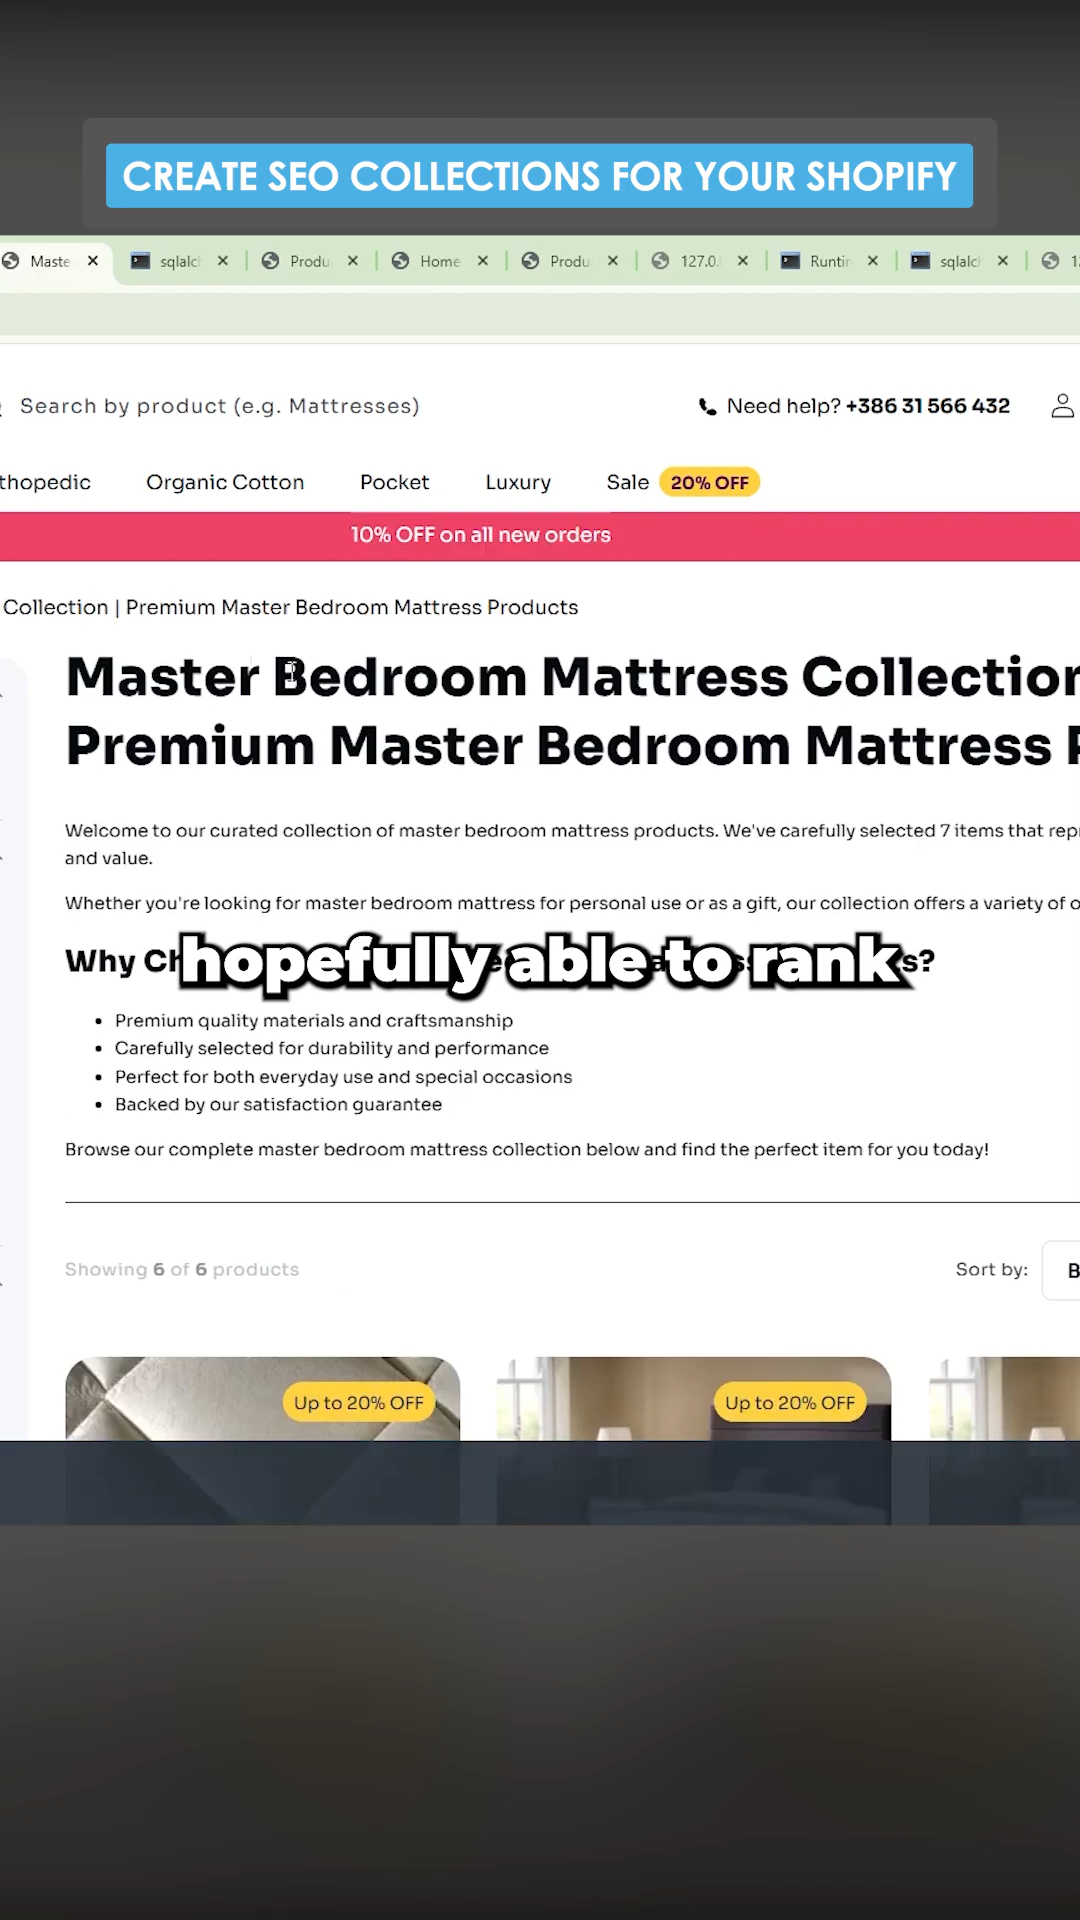 CREATE SEO COLLECTIONS FOR YOUR SHOPIFY
Maste sqlalc Produ Home Produ 127.0. Runtin sqlalc
Search by product (e.g. Mattresses)
Need help? +386 31 566 432
thopedic Organic Cotton Pocket Luxury Sale 20% OFF
10% OFF on all new orders
Collection | Premium Master Bedroom Mattress Products
Master Bedroom Mattress Collection
Premium Master Bedroom Mattress P
Welcome to our curated collection of master bedroom mattress products. We've carefully selected 7 items that repr
and value.
Whether you're looking for master bedroom mattress for personal use or as a gift, our collection offers a variety of o
Why Ch
hopefully able to rank
s?
Premium quality materials and craftsmanship
Carefully selected for durability and performance
Perfect for both everyday use and special occasions
Backed by our satisfaction guarantee
Browse our complete master bedroom mattress collection below and find the perfect item for you today!
Showing 6 of 6 products
Sort by: B
Up to 20% OFF Up to 20% OFF